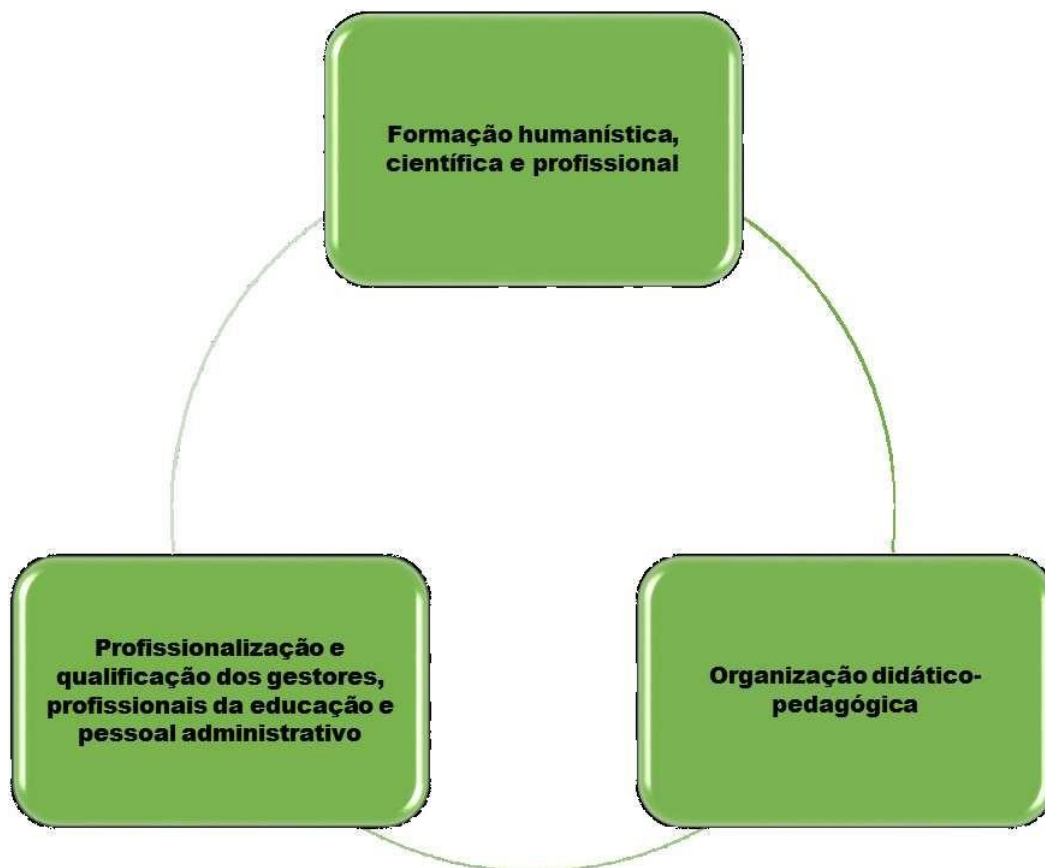 Formação humanística,
científica e profissional
Profissionalização e
qualificação dos gestores,
profissionais da educação e
pessoal administrativo
Organização didático-
pedagógica